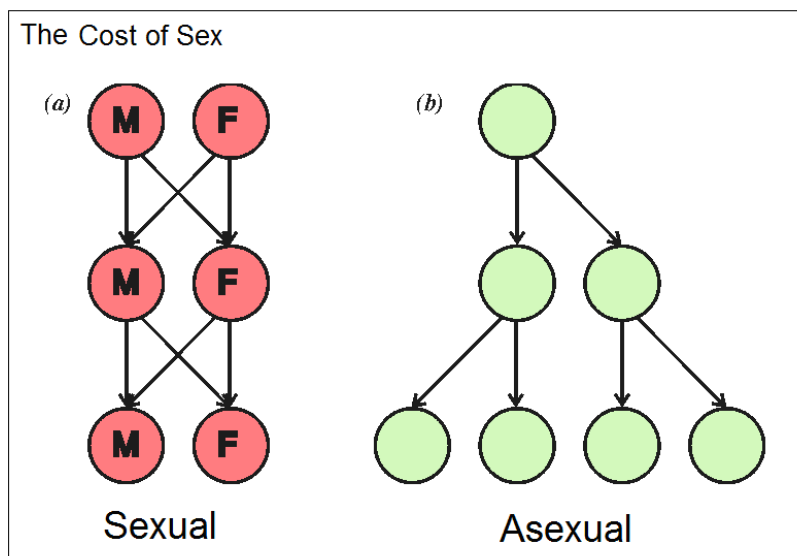 The Cost of Sex
(a) M F (b)
M F
M F
Sexual Asexual